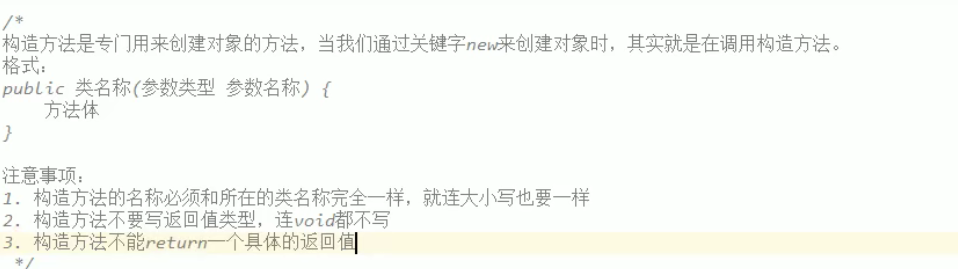 /*
构造方法是专门用来创建对象的方法，当我们通过关键字new来创建对象时，其实就是在调用构造方法。
格式：
public 类名称(参数类型 参数名称) {
    方法体
}
注意事项：
1. 构造方法的名称必须和所在的类名称完全一样，就连大小写也要一样
2. 构造方法不要写返回值类型，连void都不写
3. 构造方法不能return一个具体的返回值
*/